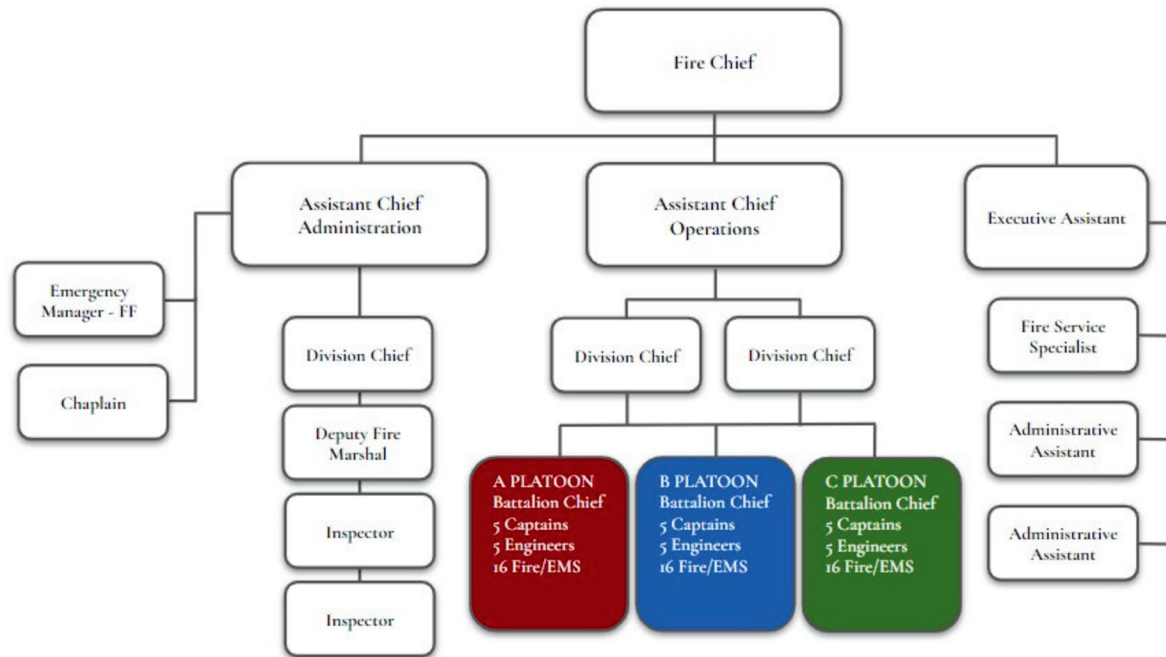 Fire Chief
Assistant Chief
Administration
Assistant Chief
Operations
Executive Assistant
Emergency
Manager - FF
Chaplain
Division Chief
Deputy Fire
Marshal
Inspector
Inspector
Division Chief
Division Chief
A PLATOON
Battalion Chief
5 Captains
5 Engineers
16 Fire/EMS
B PLATOON
Battalion Chief
5 Captains
5 Engineers
16 Fire/EMS
C PLATOON
Battalion Chief
5 Captains
5 Engineers
16 Fire/EMS
Fire Service
Specialist
Administrative
Assistant
Administrative
Assistant